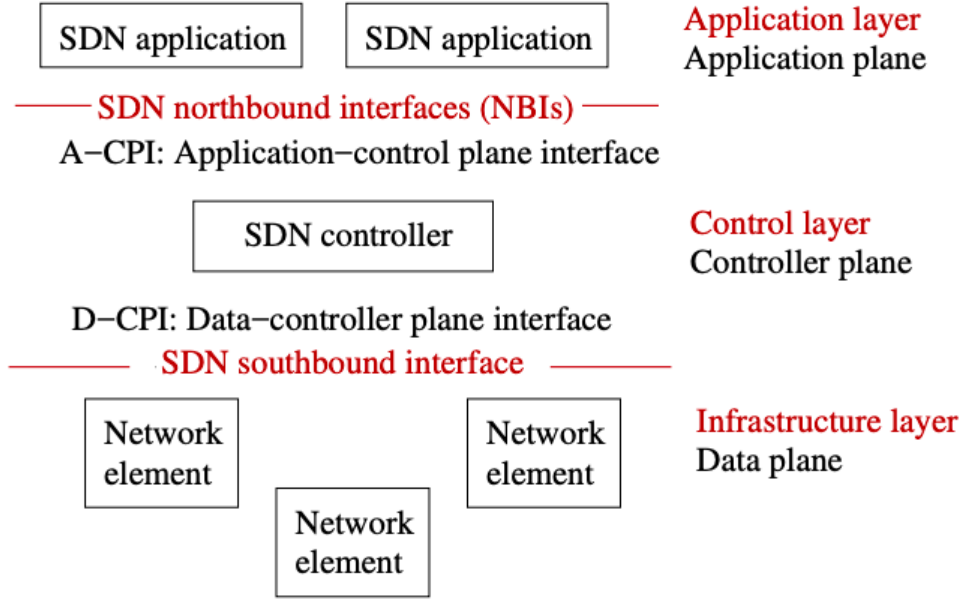 SDN application
SDN application
Application layer
Application plane
SDN northbound interfaces (NBIs)
A−CPI: Application−control plane interface
SDN controller
Control layer
Controller plane
D−CPI: Data−controller plane interface
SDN southbound interface
Network
element
Network
element
Infrastructure layer
Data plane
Network
element